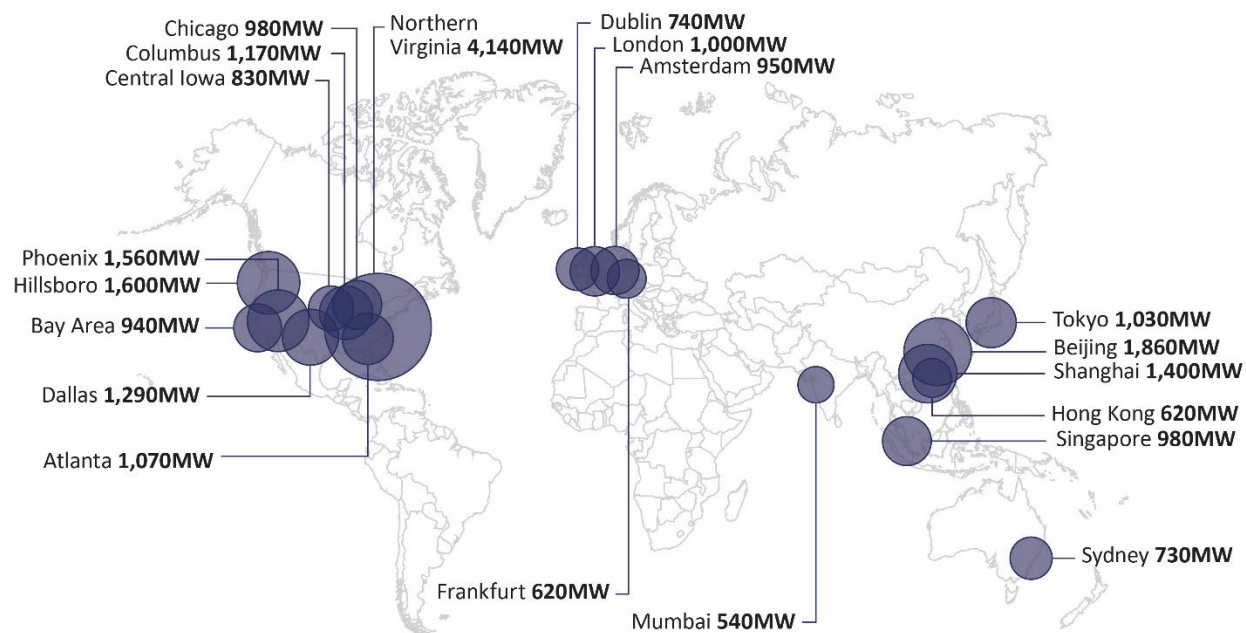 Chicago 980MW
Columbus 1,170MW
Central Iowa 830MW
Northern
Virginia 4,140MW
Dublin 740MW
London 1,000MW
Amsterdam 950MW
Phoenix 1,560MW
Hillsboro 1,600MW
Bay Area 940MW
Dallas 1,290MW
Atlanta 1,070MW
Tokyo 1,030MW
Beijing 1,860MW
Shanghai 1,400MW
Hong Kong 620MW
Singapore 980MW
Sydney 730MW
Frankfurt 620MW
Mumbai 540MW